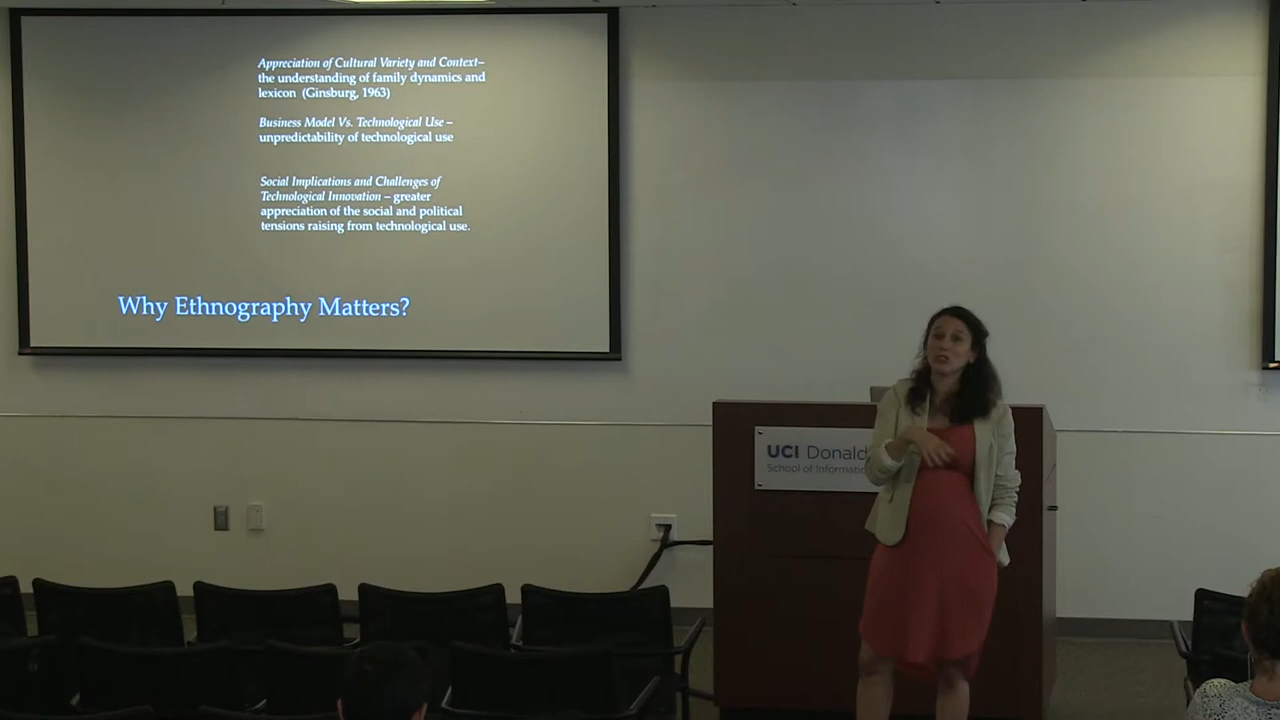 Appreciation of Cultural Variety and Context–
the understanding of family dynamics and
lexicon (Ginsburg, 1963)
Business Model Vs. Technological Use –
unpredictability of technological use
Social Implications and Challenges of
Technological Innovation – greater
appreciation of the social and political
tensions raising from technological use.
Why Ethnography Matters?
UCI Donald
School of Informatio